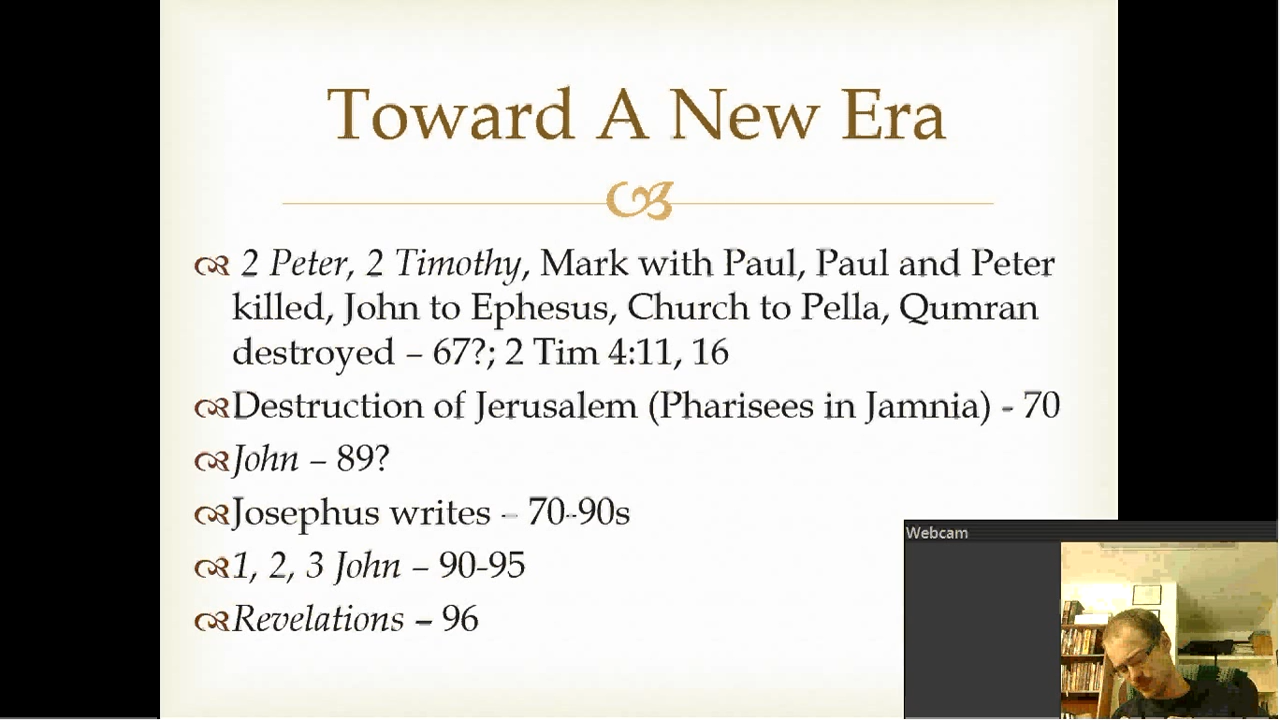 Toward A New Era
2 Peter, 2 Timothy, Mark with Paul, Paul and Peter
killed, John to Ephesus, Church to Pella, Qumran
destroyed – 67?; 2 Tim 4:11, 16
Destruction of Jerusalem (Pharisees in Jamnia) - 70
John – 89?
Josephus writes – 70-90s
1, 2, 3 John – 90-95
Revelations – 96
Webcam